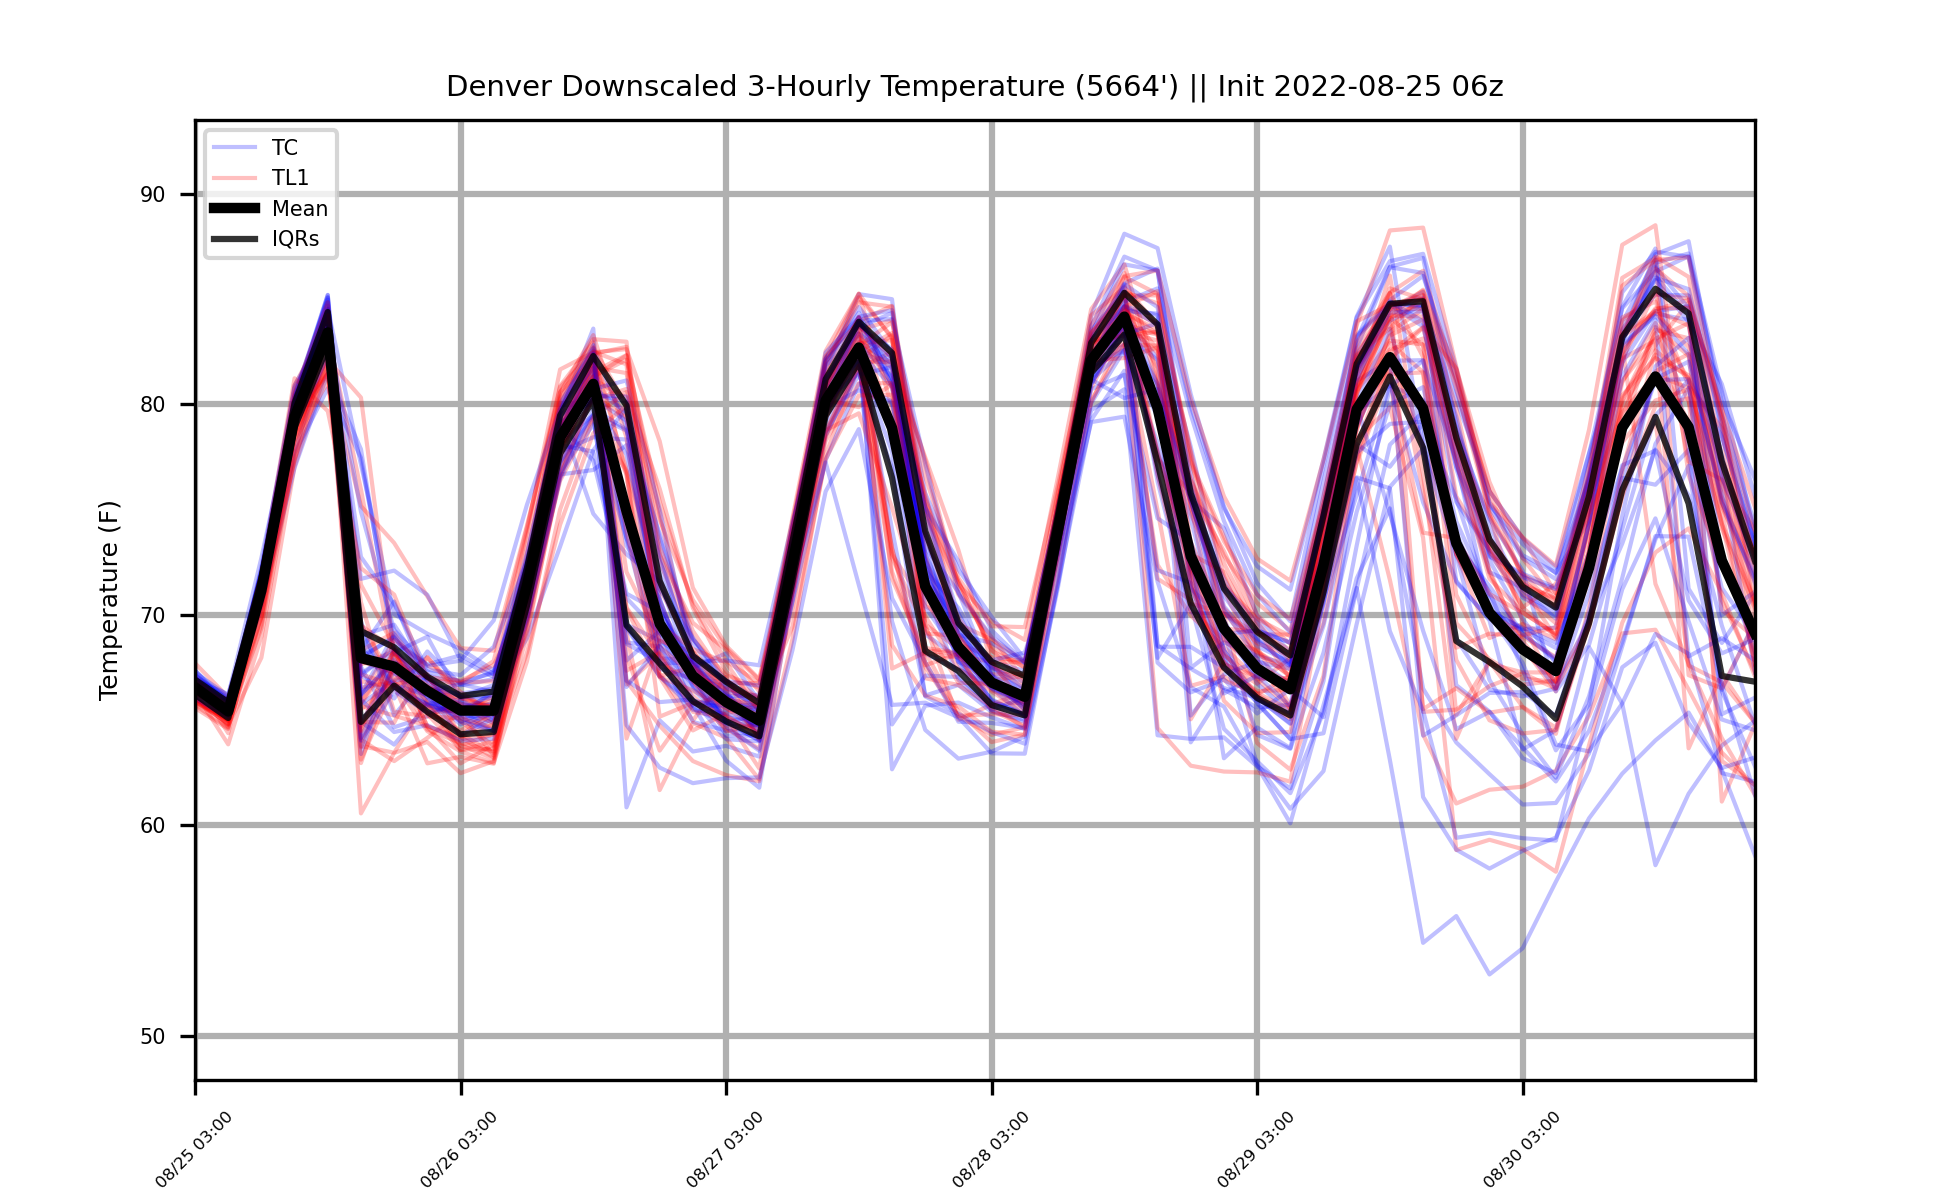 Denver Downscaled 3-Hourly Temperature (5664') || Init 2022-08-25 06z
TC
TL1
Mean
IQRs
Temperature (F)
90
80
70
60
50
08/25 03:00
08/26 03:00
08/27 03:00
08/28 03:00
08/29 03:00
08/30 03:00